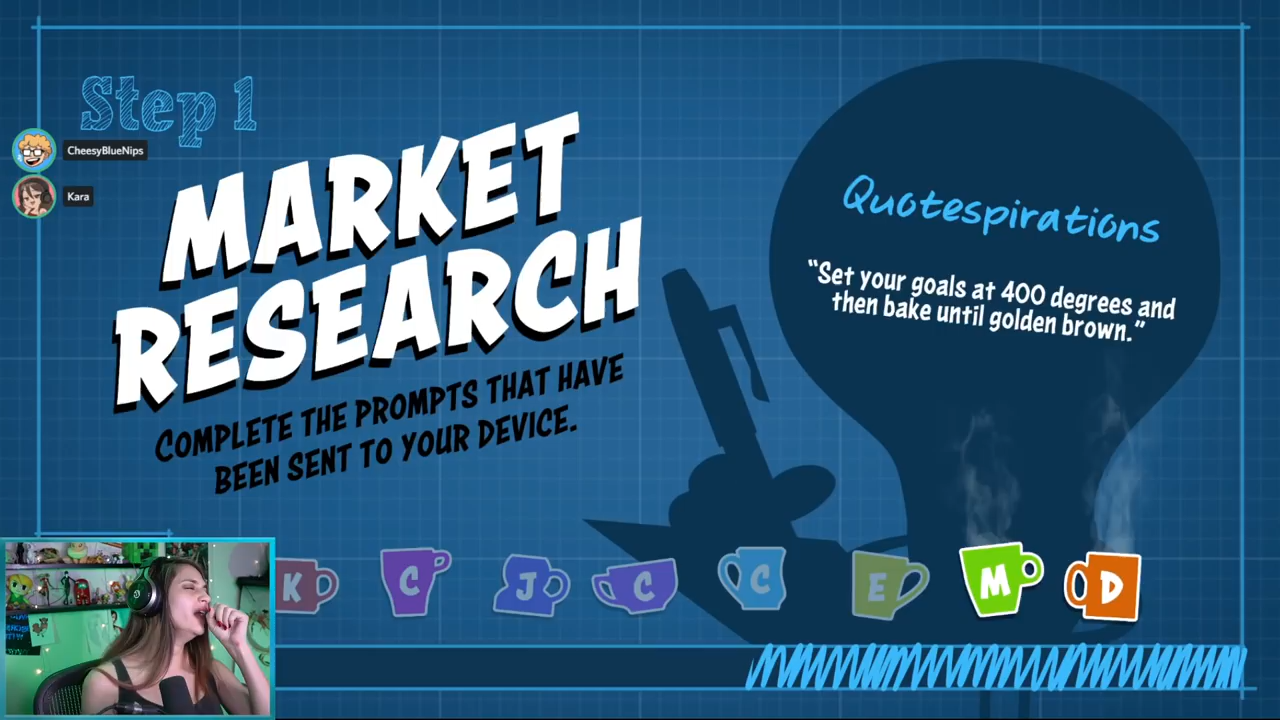 Step 1
CheesyBlueNips
Kara
MARKET
RESEARCH
COMPLETE THE PROMPTS THAT HAVE
BEEN SENT TO YOUR DEVICE.
Quotespirations
"Set your goals at 400 degrees and
then bake until golden brown."
K C J C C E M D